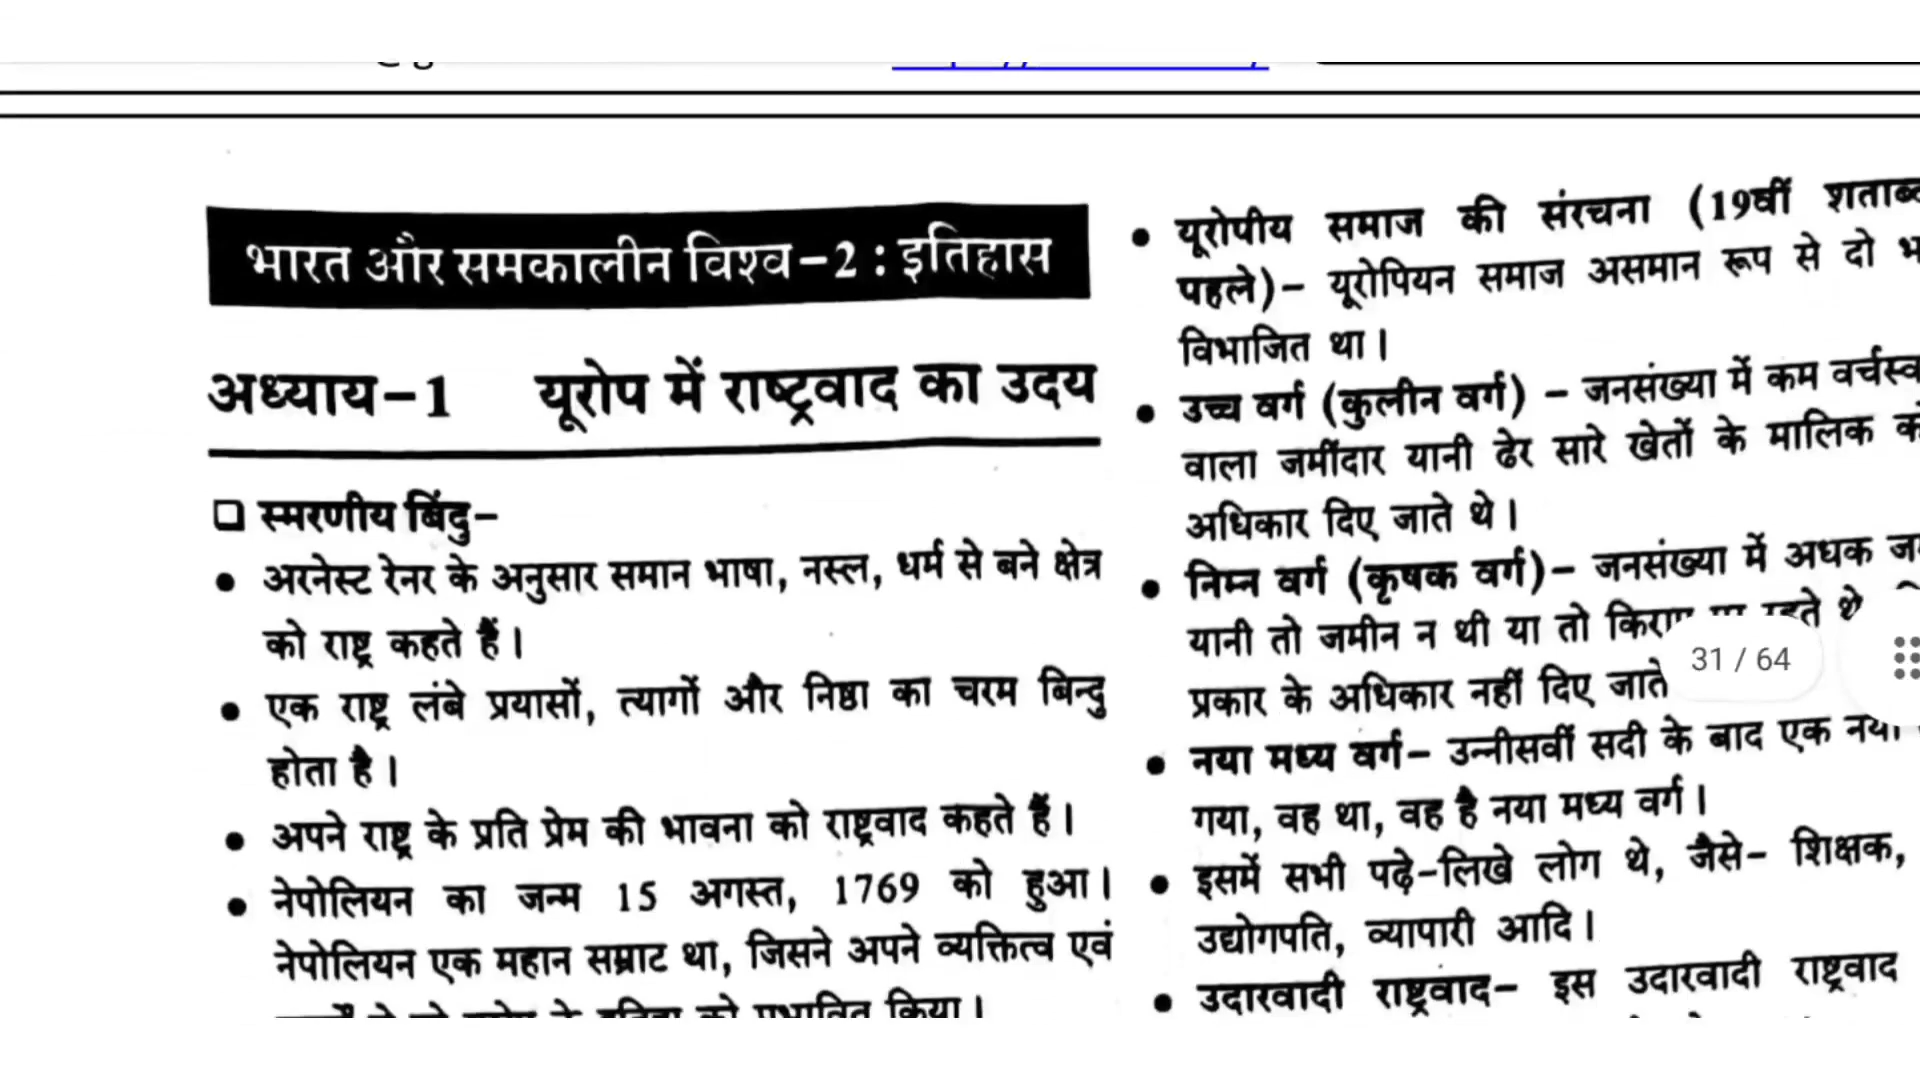 भारत और समकालीन विश्व-2 : इतिहास
अध्याय-1 यूरोप में राष्ट्रवाद का उदय
स्मरणीय बिंदु-
• अरनेस्ट रेनर के अनुसार समान भाषा, नस्ल, धर्म से बने क्षेत्र
को राष्ट्र कहते हैं।
• एक राष्ट्र लंबे प्रयासों, त्यागों और निष्ठा का चरम बिन्दु
होता है।
• अपने राष्ट्र के प्रति प्रेम की भावना को राष्ट्रवाद कहते हैं।
• नेपोलियन का जन्म 15 अगस्त, 1769 को हुआ।
नेपोलियन एक महान सम्राट था, जिसने अपने व्यक्तित्व एवं
को प्रभावित किया।
• यूरोपीय समाज की संरचना (19वीं
पहले)- यूरोपियन समाज असमान रूप से दो
विभाजित था।
• उच्च वर्ग (कुलीन वर्ग) - जनसंख्या में कम
वाला जमींदार यानी ढेर सारे खेतों के मालिक
अधिकार दिए जाते थे।
• निम्न वर्ग (कृषक वर्ग)- जनसंख्या में अधक
यानी तो जमीन न थी या तो थे
प्रकार के अधिकार नहीं दिए जाते
• नया मध्य वर्ग- उन्नीसवीं सदी के बाद एक नया
गया, वह था, वह है नया मध्य वर्ग।
• इसमें सभी पढ़े-लिखे लोग थे, जैसे- शिक्षक,
उद्योगपति, व्यापारी आदि।
• उदारवादी राष्ट्रवाद- इस उदारवादी राष्ट्रवाद
31 / 64